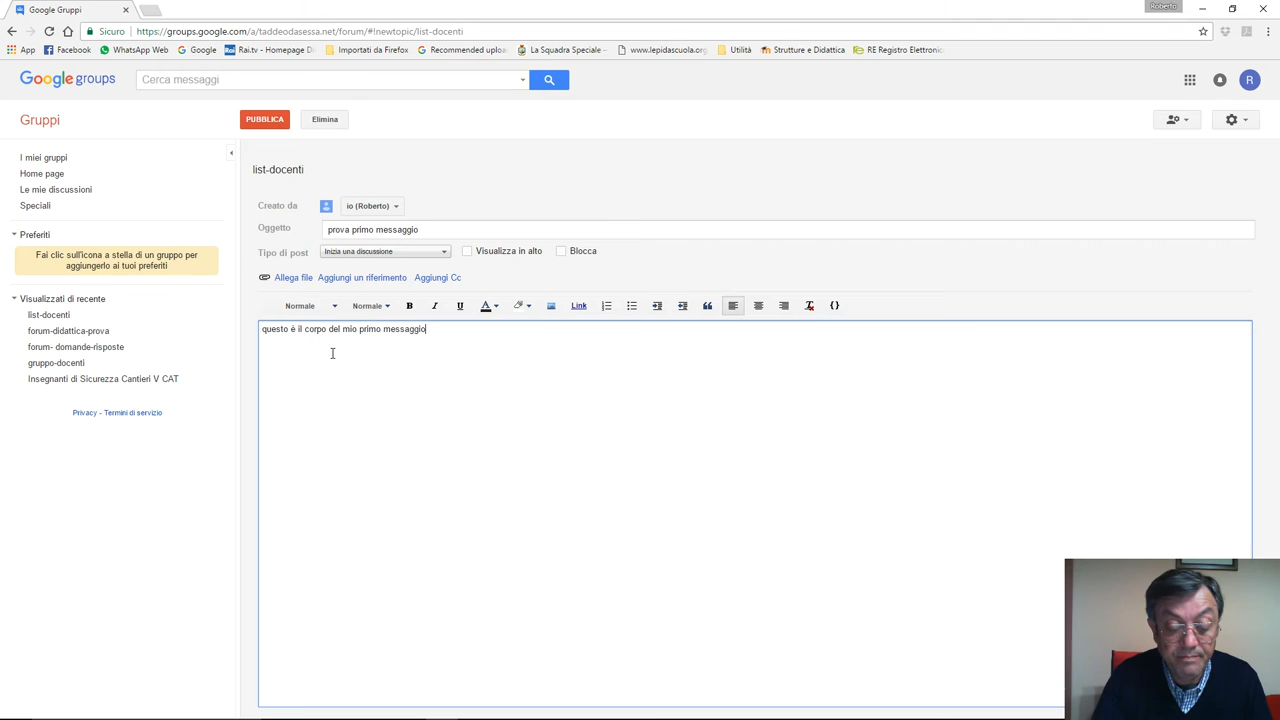 Google Gruppi
Roberto
Sicuro
https://groups.google.com/a/taddeodasessa.net/forum/#!newtopic/list-docenti
App
Facebook
WhatsApp Web
Google
Rai.tv - Homepage D
Importati da Firefox
Recommended uploa
La Squadra Speciale -
www.lepidascuola.org
Utilità
Strutture e Didattica
RE Registro Elettronic
Google groups
Cerca messaggi
R
Gruppi
PUBBLICA
Elimina
I miei gruppi
Home page
Le mie discussioni
Speciali
Preferiti
Fai clic sull'icona a stella di un gruppo per
aggiungerlo ai tuoi preferiti
Visualizzati di recente
list-docenti
forum-didattica-prova
forum- domande-risposte
gruppo-docenti
Insegnanti di Sicurezza Cantieri V CAT
Privacy - Termini di servizio
list-docenti
Creato da
io (Roberto)
Oggetto
prova primo messaggio
Tipo di post
Inizia una discussione
Visualizza in alto
Blocca
Allega file
Aggiungi un riferimento
Aggiungi Cc
Normale
Normale
B
I
U
A
Link
{}
questo è il corpo del mio primo messaggio